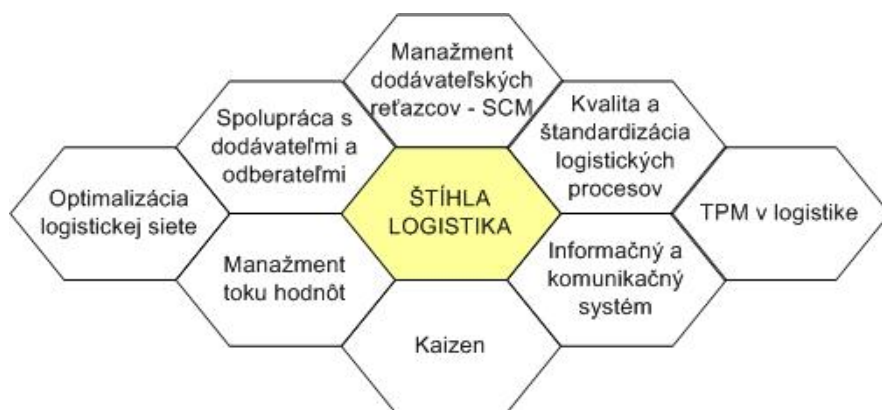 Manažment
dodávateľských
reťazcov - SCM
Spolupráca s
dodávateľmi a
odberateľmi
Kvalita a
štandardizácia
logistických
procesov
Optimalizácia
logistickej siete
ŠTÍHLA
LOGISTIKA
TPM v logistike
Manažment
toku hodnôt
Informačný a
komunikačný
systém
Kaizen